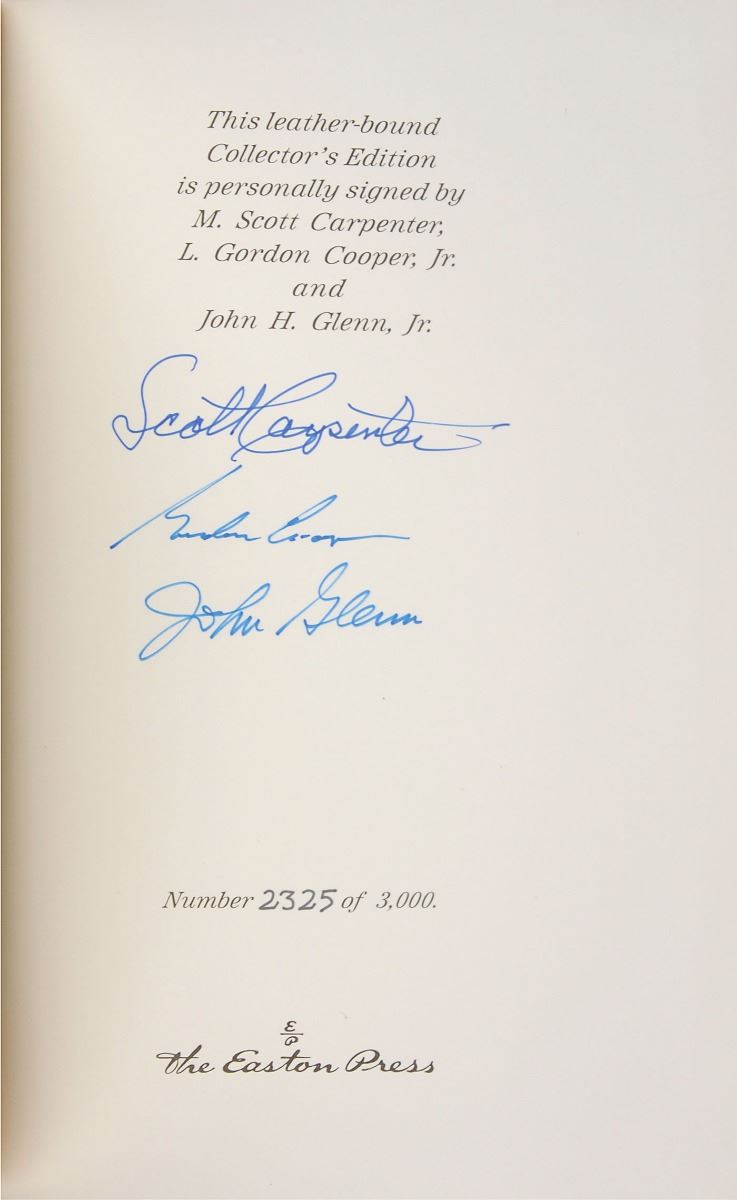 This leather-bound
Collector's Edition
is personally signed by
M. Scott Carpenter,
L. Gordon Cooper, Jr.
and
John H. Glenn, Jr.
Scott Carpenter
Gordon Cooper
John Glenn
Number 2325 of 3,000.
E
P
The Easton Press